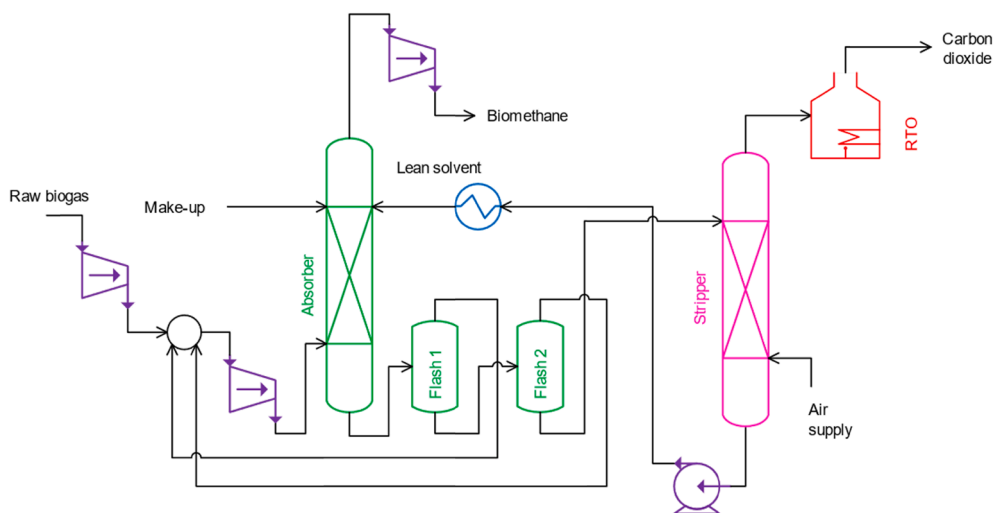 Carbon
dioxide
RTO
Biomethane
Lean solvent
Raw biogas
Make-up
Absorber
Stripper
Flash 1
Flash 2
Air
supply